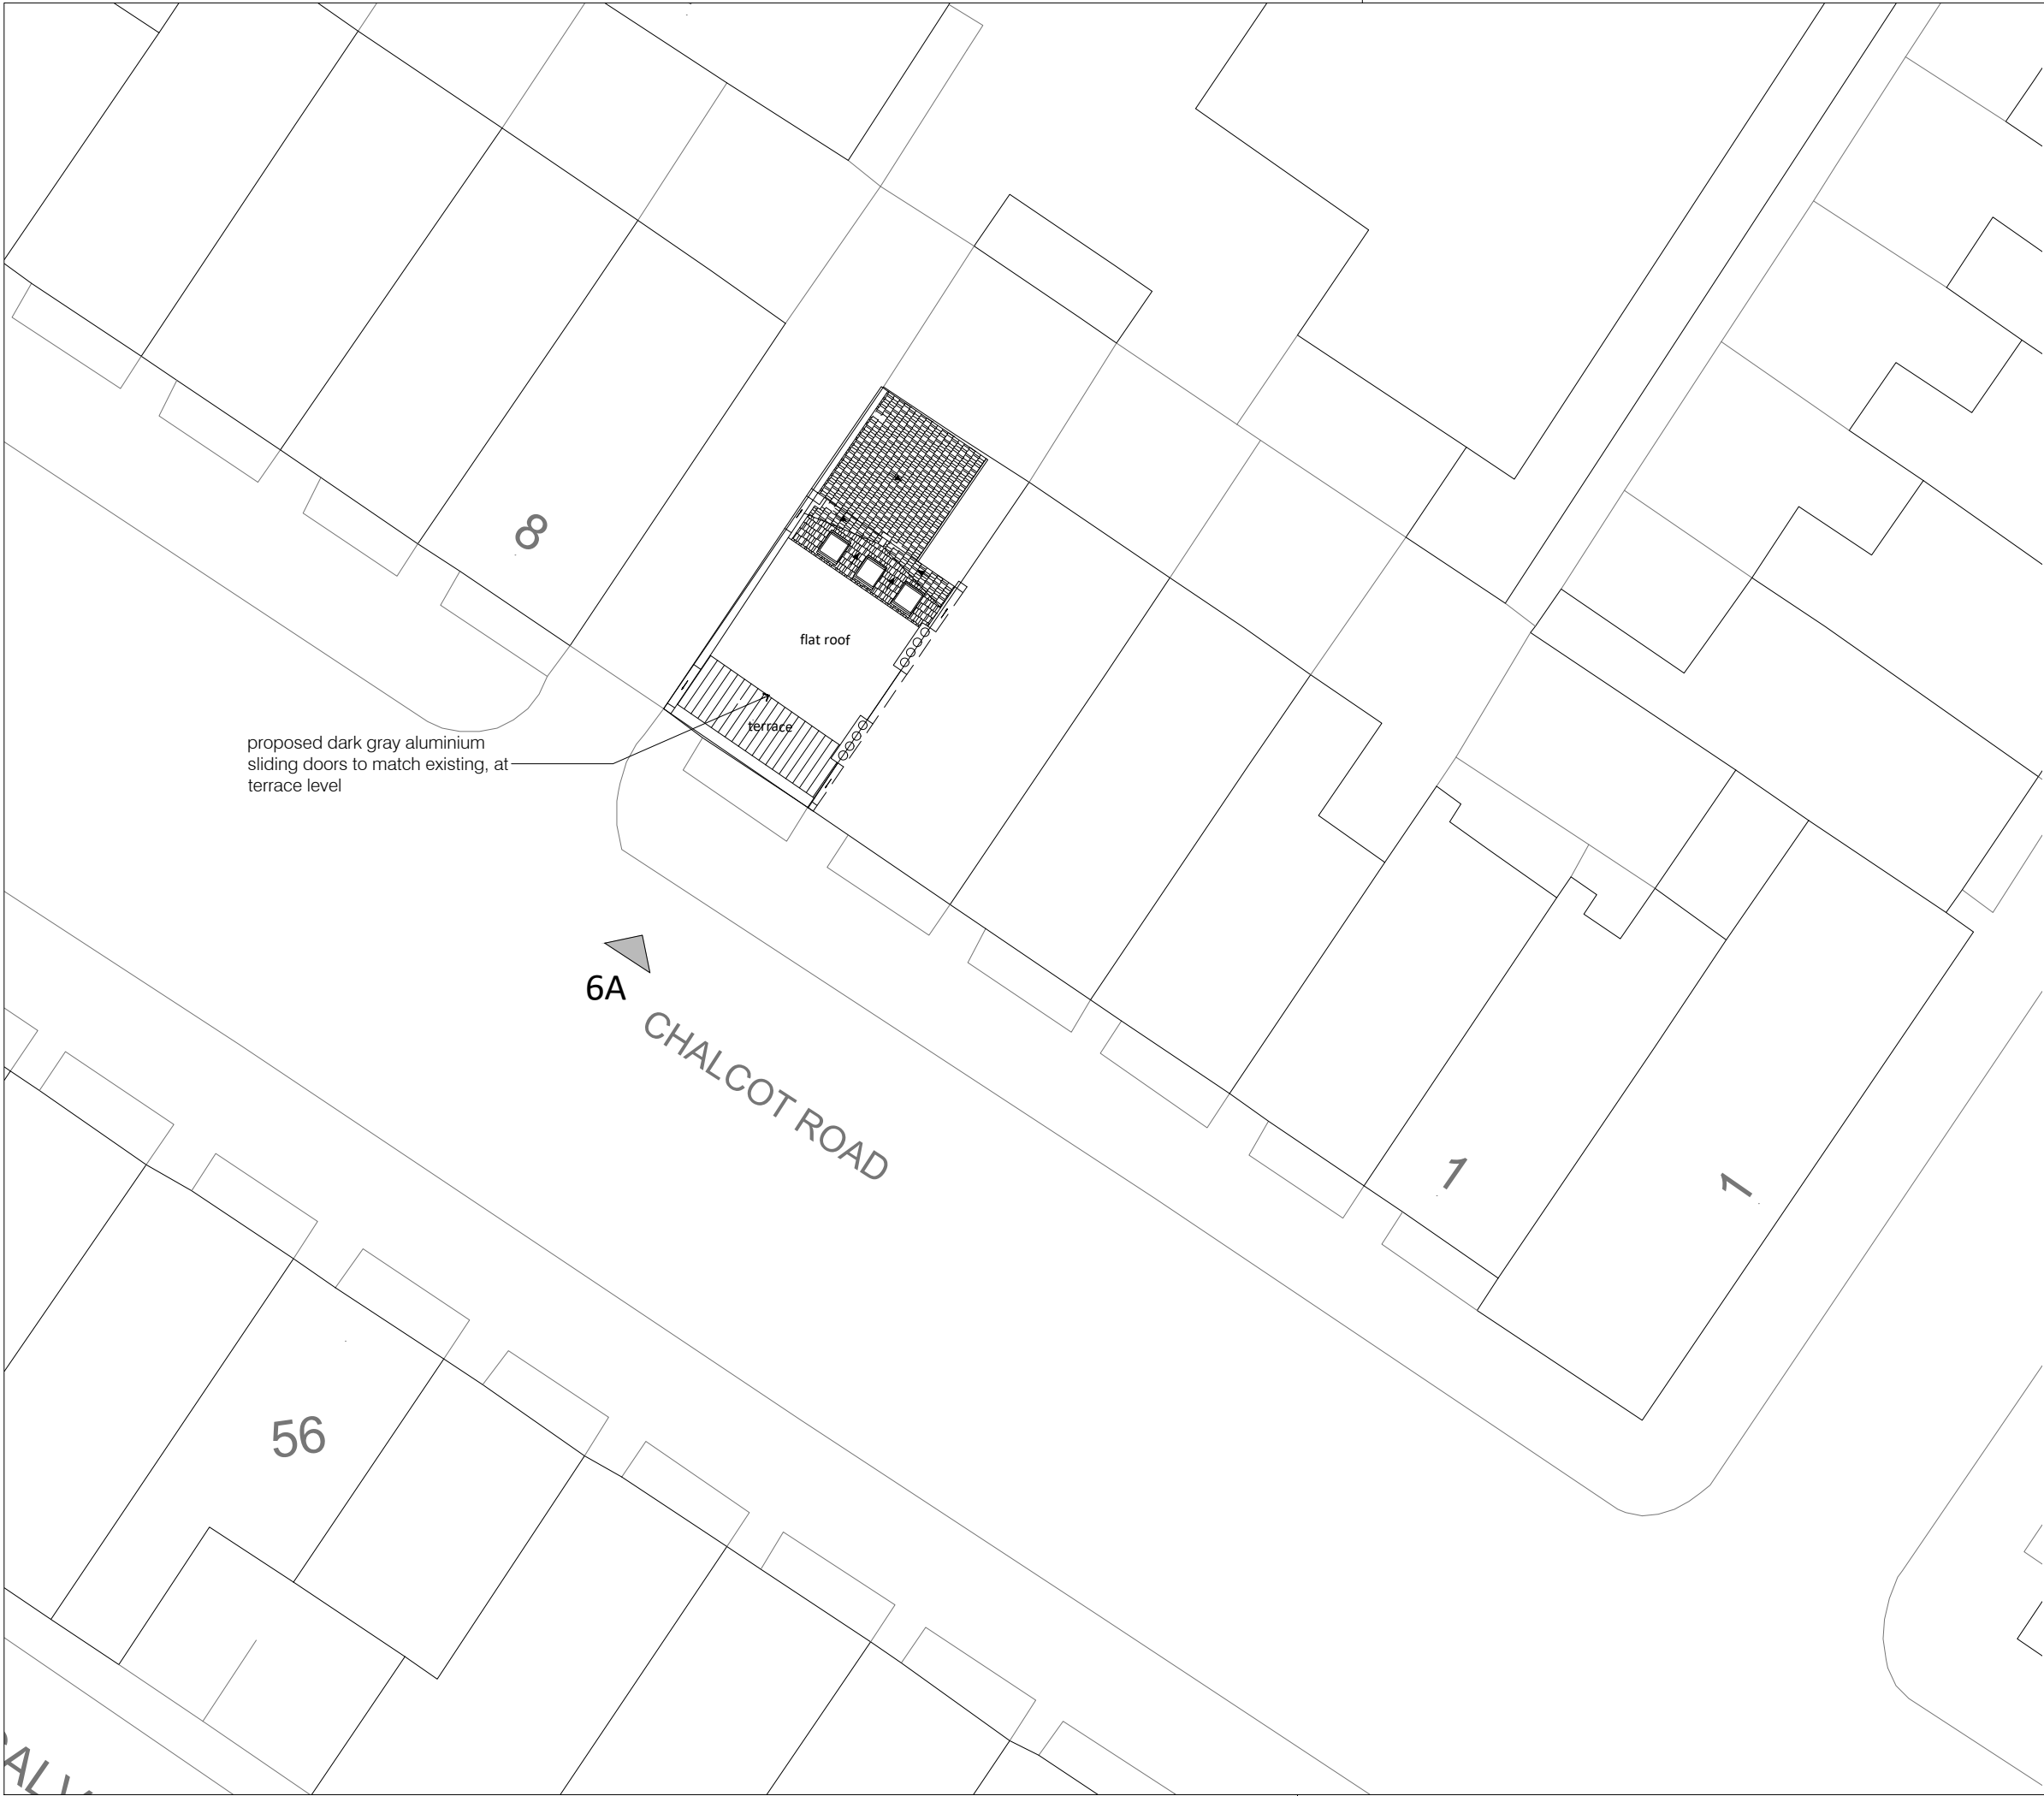 8
flat roof
terrace
proposed dark gray aluminium
sliding doors to match existing, at
terrace level
6A
CHALCOT ROAD
1
1
56